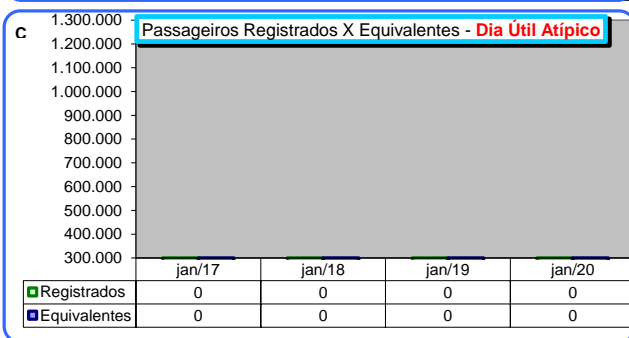 C
Passageiros Registrados X Equivalentes - Dia Útil Atípico
1.300.000
1.200.000
1.100.000
1.000.000
900.000
800.000
700.000
600.000
500.000
400.000
300.000
jan/17 jan/18 jan/19 jan/20
Registrados 0 0 0 0
Equivalentes 0 0 0 0